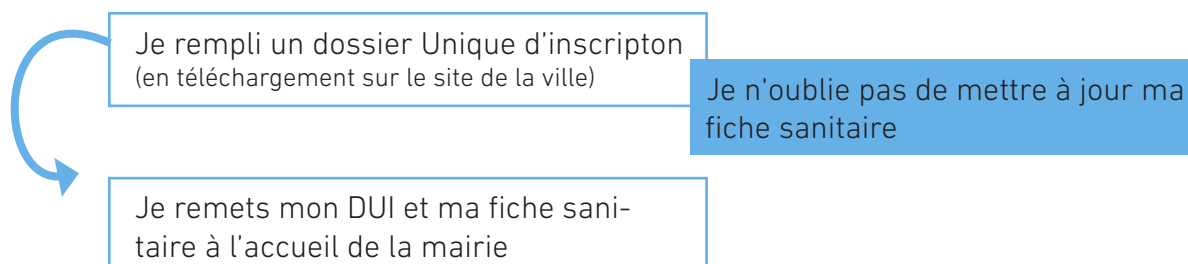 Je rempli un dossier Unique d’inscripton
(en téléchargement sur le site de la ville)
Je n’oublie pas de mettre à jour ma
fiche sanitaire
Je remets mon DUI et ma fiche sani-
taire à l’accueil de la mairie